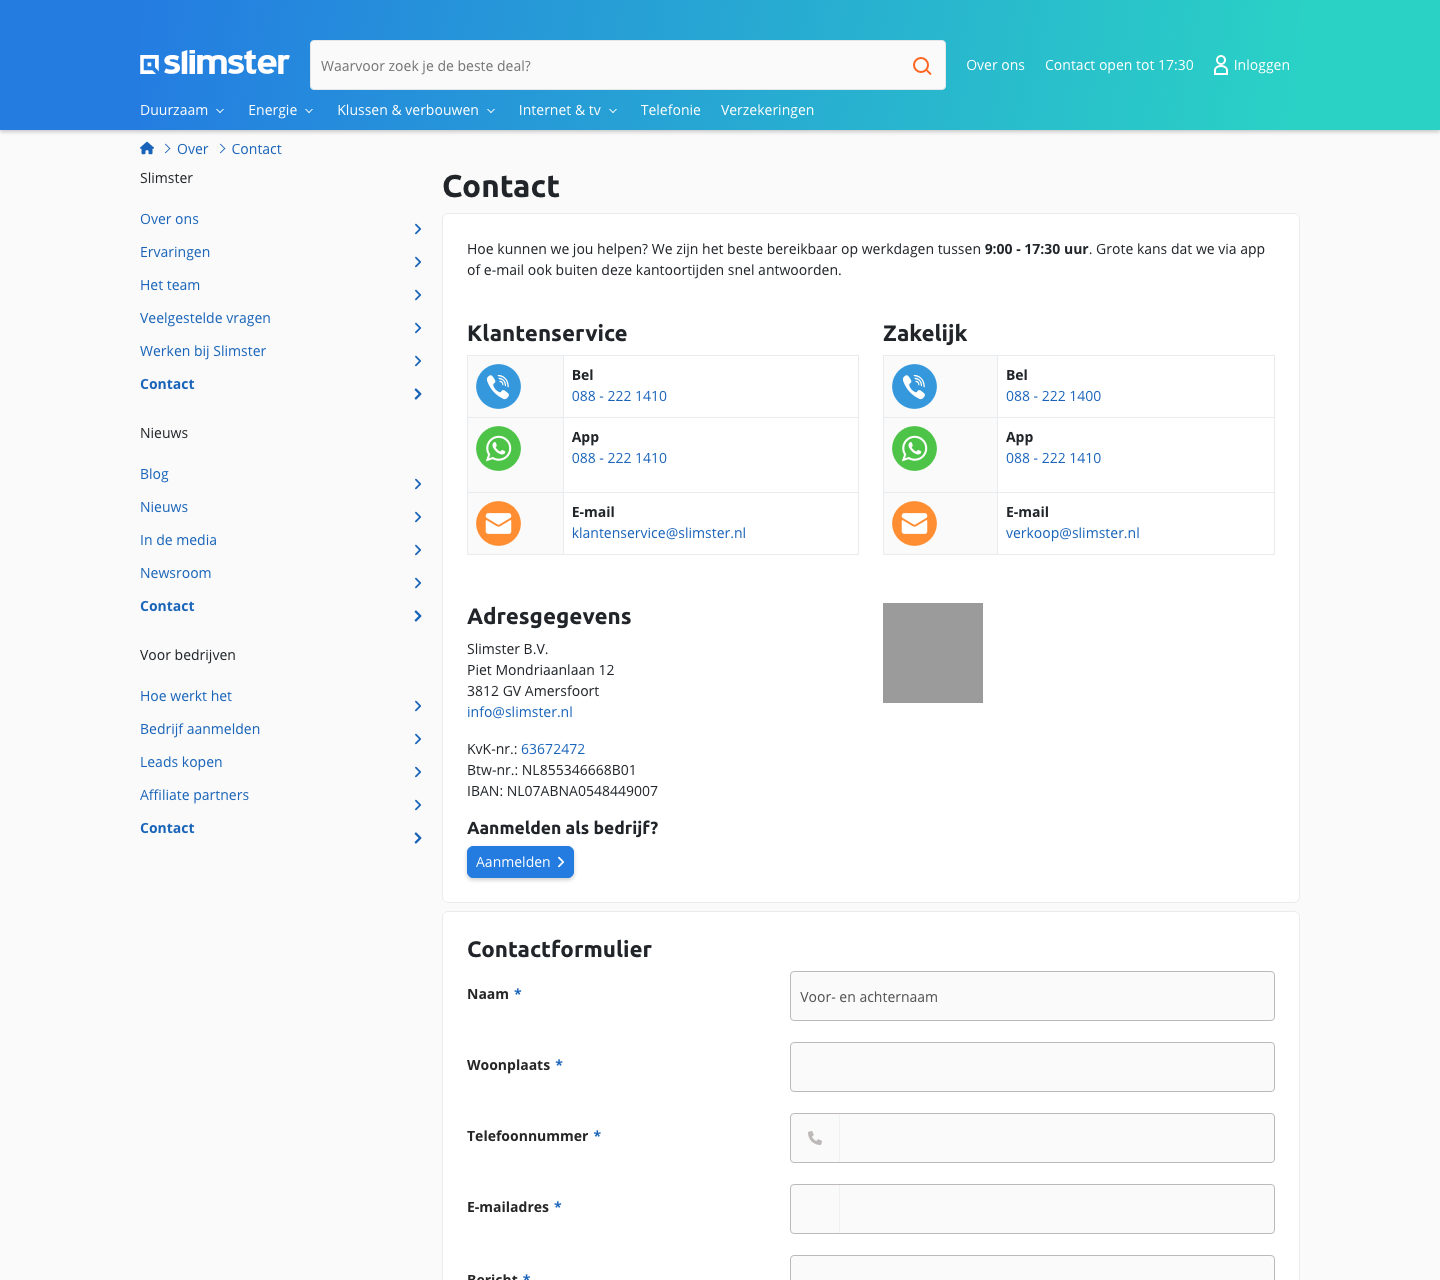 slimster
Waarvoor zoek je de beste deal?
Over ons
Contact open tot 17:30
Inloggen
Duurzaam
Energie
Klussen & verbouwen
Internet & tv
Telefonie
Verzekeringen
Over
Contact
Slimster
Over ons
Ervaringen
Het team
Veelgestelde vragen
Werken bij Slimster
Contact
Nieuws
Blog
Nieuws
In de media
Newsroom
Contact
Voor bedrijven
Hoe werkt het
Bedrijf aanmelden
Leads kopen
Affiliate partners
Contact
Contact
Hoe kunnen we jou helpen? We zijn het beste bereikbaar op werkdagen tussen 9:00 - 17:30 uur. Grote kans dat we via app
of e-mail ook buiten deze kantoortijden snel antwoorden.
Klantenservice
Bel
088 - 222 1410
App
088 - 222 1410
E-mail
klantenservice@slimster.nl
Zakelijk
Bel
088 - 222 1400
App
088 - 222 1410
E-mail
verkoop@slimster.nl
Adresgegevens
Slimster B.V.
Piet Mondriaanlaan 12
3812 GV Amersfoort
info@slimster.nl
KvK-nr.: 63672472
Btw-nr.: NL855346668B01
IBAN: NL07ABNA0548449007
Aanmelden als bedrijf?
Aanmelden
Contactformulier
Naam *
Voor- en achternaam
Woonplaats *
Telefoonnummer *
E-mailadres *
Bericht *